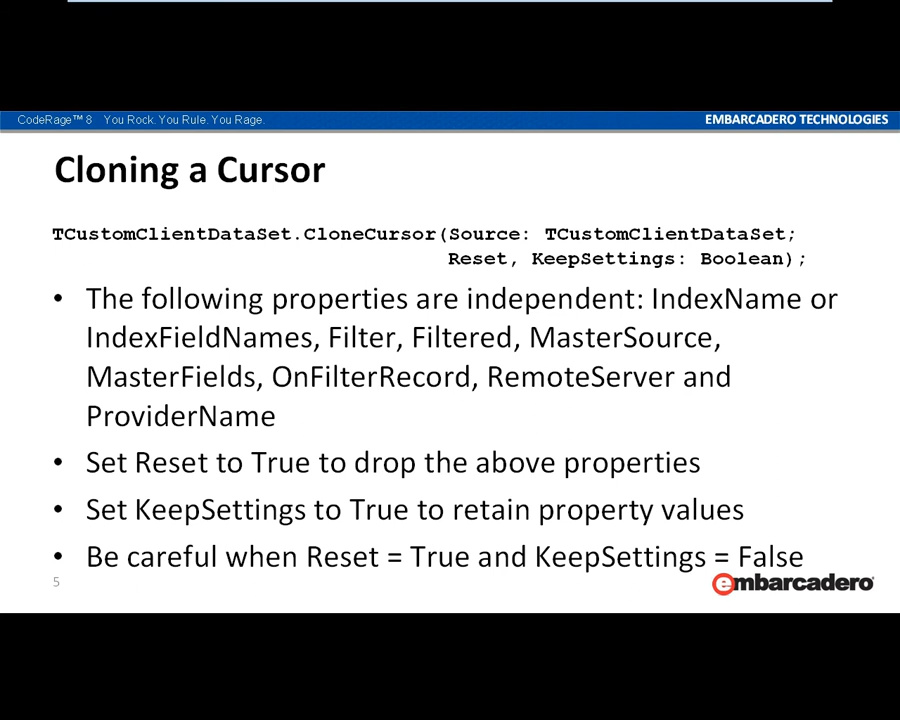 CodeRage™ 8 You Rock. You Rule. You Rage.
EMBARCADERO TECHNOLOGIES
Cloning a Cursor
TCustomClientDataSet.CloneCursor(Source: TCustomClientDataSet;
Reset, KeepSettings: Boolean);
• The following properties are independent: IndexName or
IndexFieldNames, Filter, Filtered, MasterSource,
MasterFields, OnFilterRecord, RemoteServer and
ProviderName
• Set Reset to True to drop the above properties
• Set KeepSettings to True to retain property values
• Be careful when Reset = True and KeepSettings = False
5
embarcadero